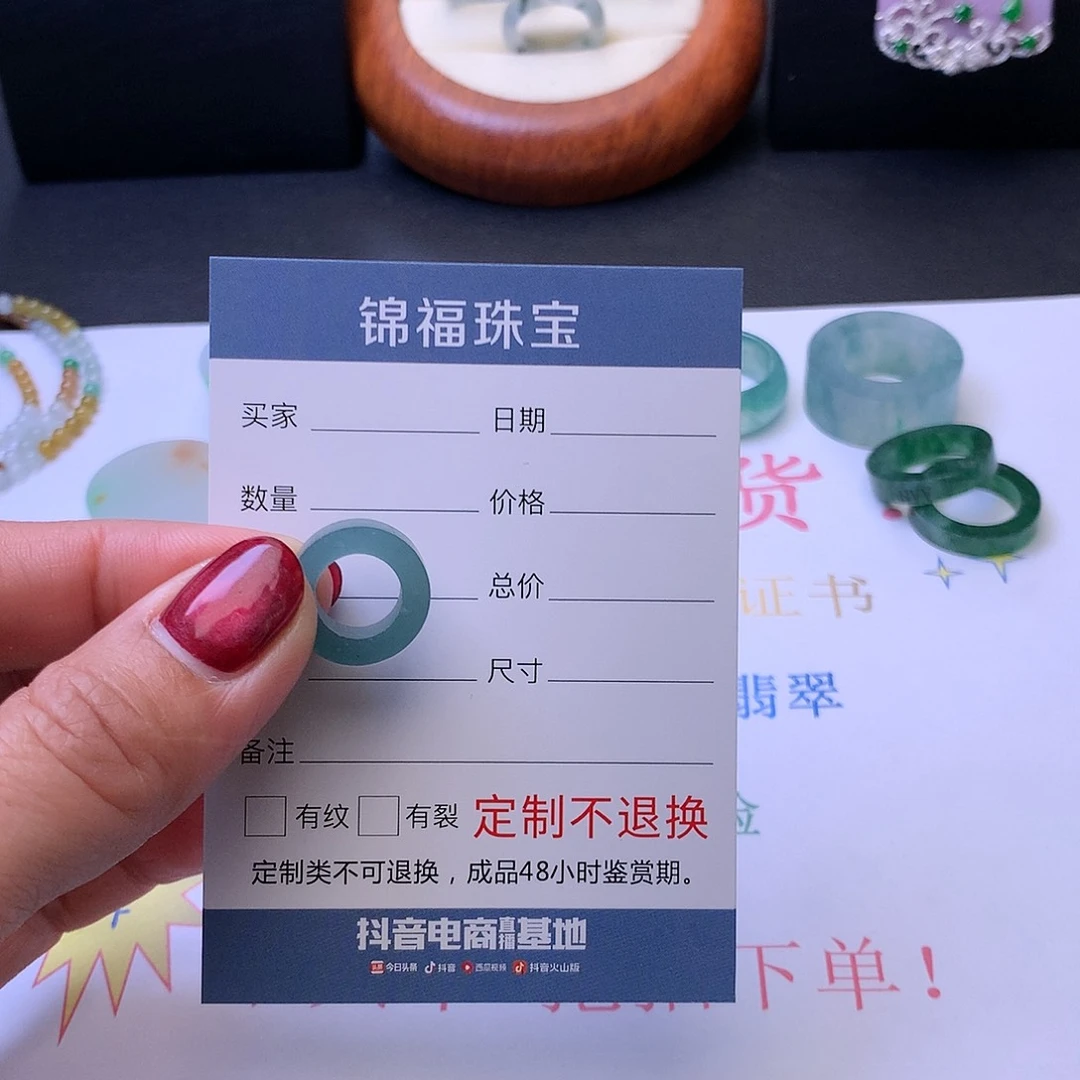 锦福珠宝
买家 日期
数量 价格
总价
尺寸
备注
有纹 有裂 定制不退换
定制类不可退换，成品48小时鉴赏期。
抖音电商直播基地
今日头条 抖音 西瓜视频 抖音火山版
货
证书
翡翠
下单！